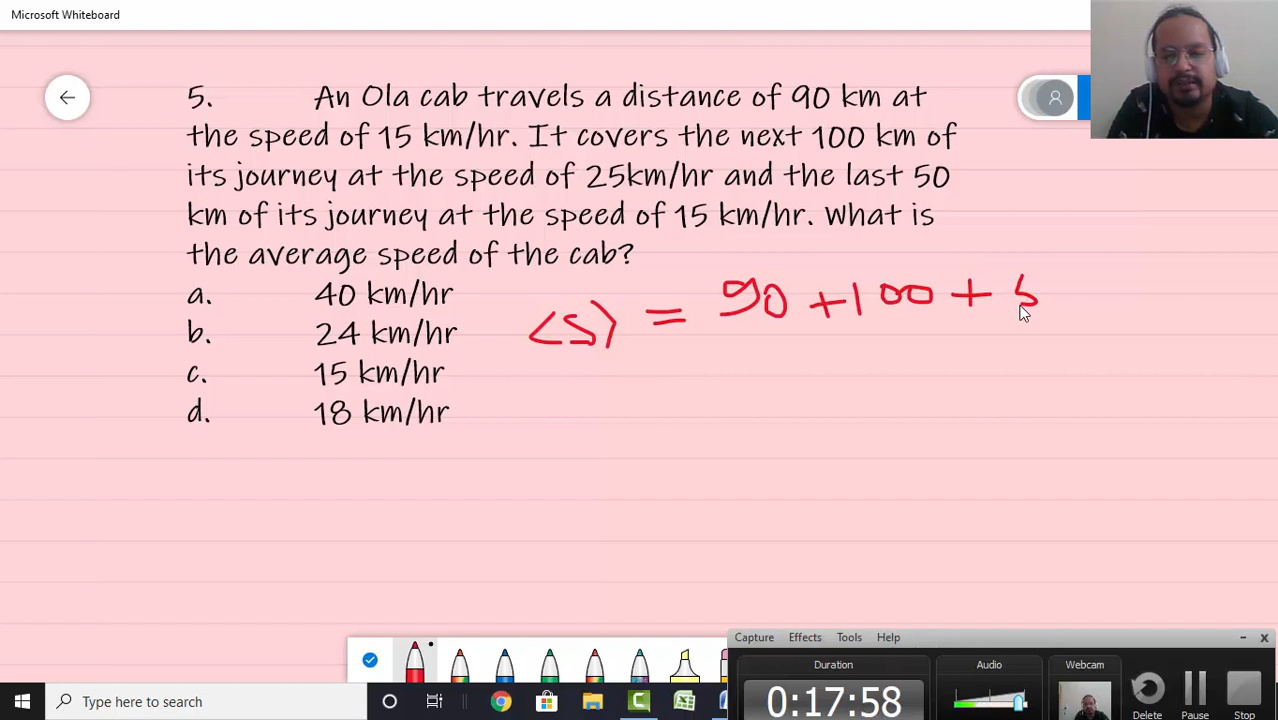 Microsoft Whiteboard
5. An Ola cab travels a distance of 90 km at
the speed of 15 km/hr. It covers the next 100 km of
its journey at the speed of 25km/hr and the last 50
km of its journey at the speed of 15 km/hr. What is
the average speed of the cab?
a. 40 km/hr
b. 24 km/hr
c. 15 km/hr
d. 18 km/hr
<S> = 90 + 100 + 5
Capture Effects Tools Help
Duration Audio Webcam
0:17:58
Delete Pause Stop
Type here to search